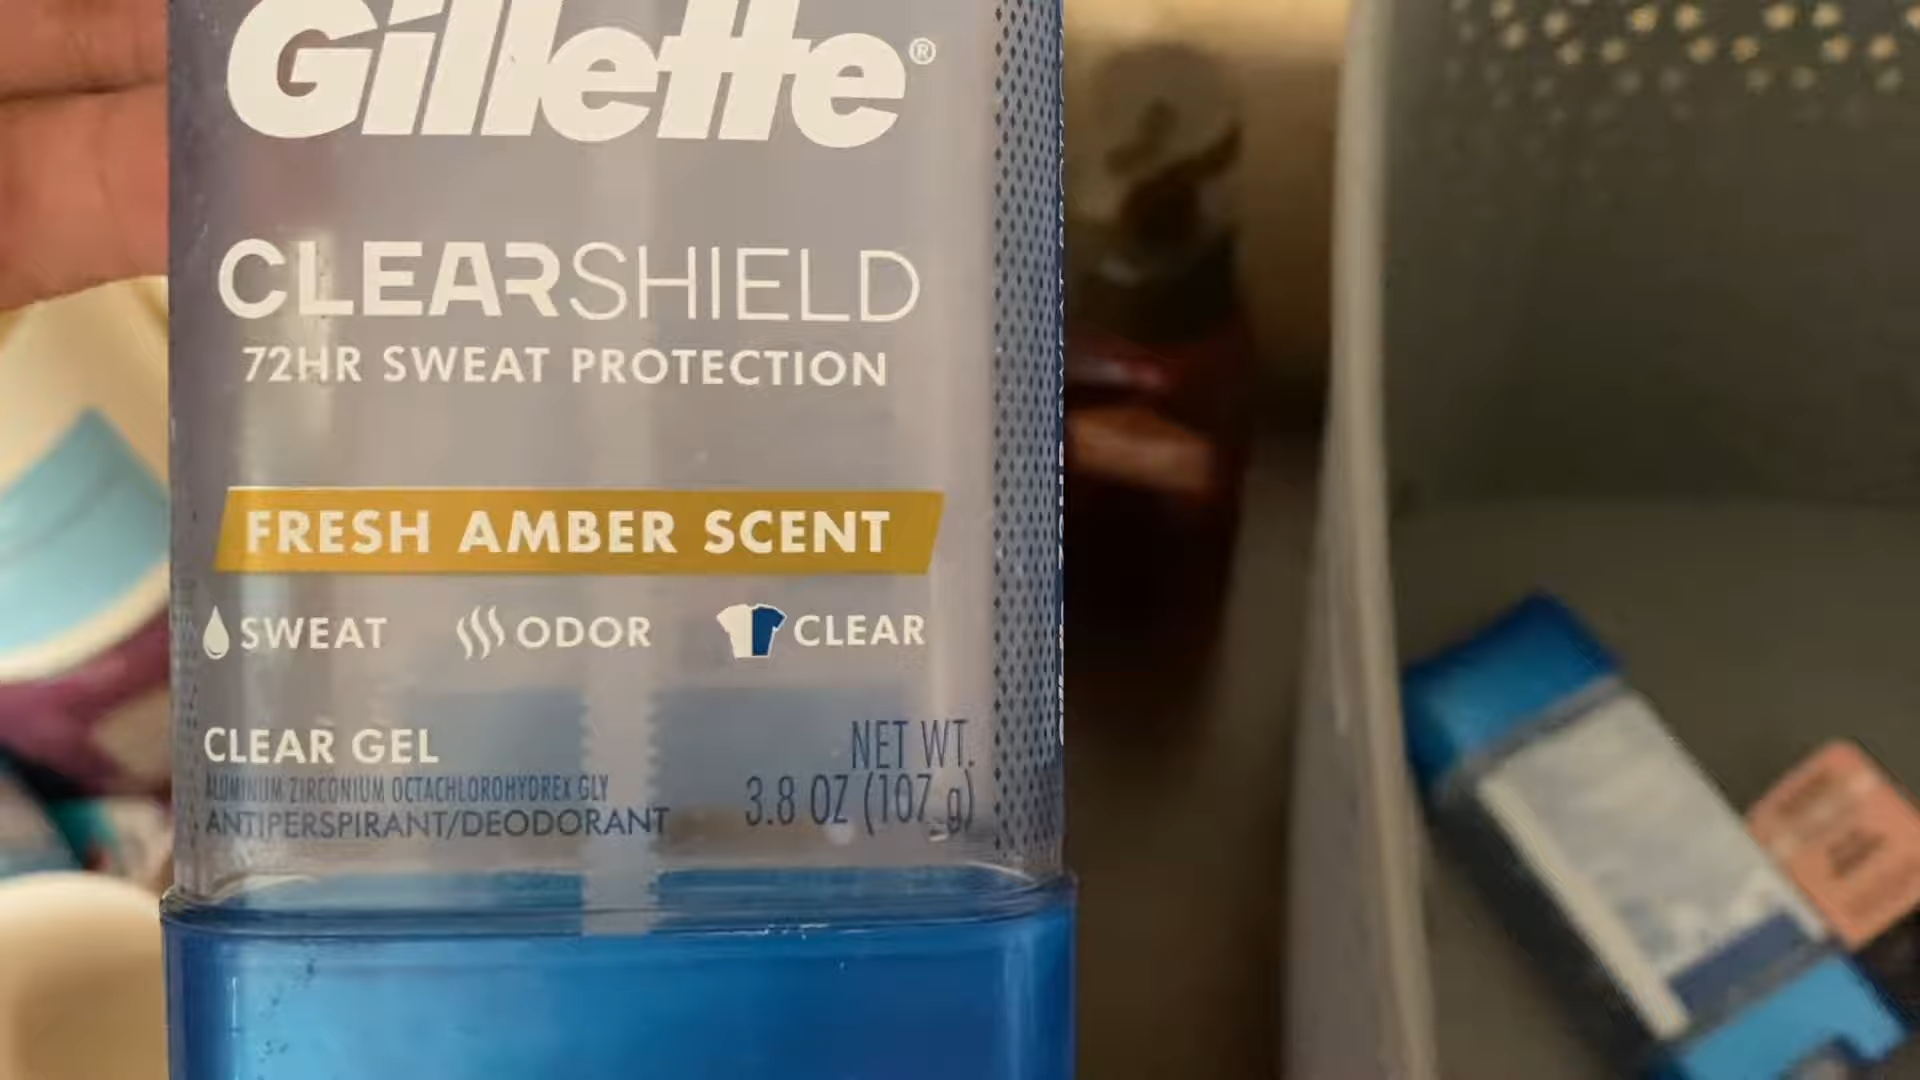 Gillette®
CLEARSHIELD
72HR SWEAT PROTECTION
FRESH AMBER SCENT
SWEAT ODOR CLEAR
CLEAR GEL
ALUMINUM ZIRCONIUM OCTACHLOROHYDREX GLY
ANTIPERSPIRANT/DEODORANT
NET WT.
3.8 OZ (107 g)